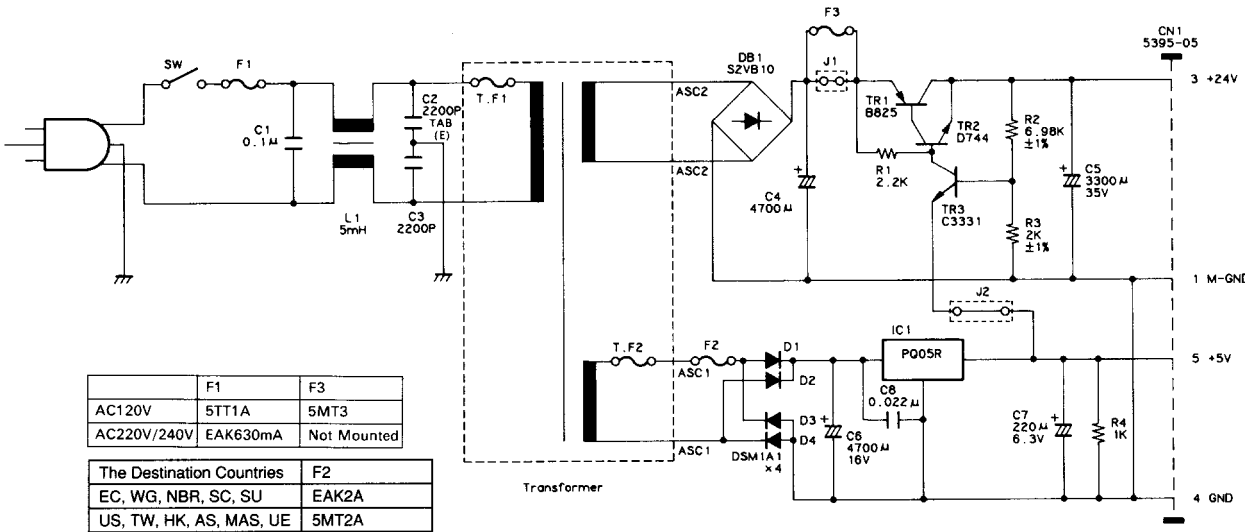 SW
F1
C1
0.1μ
L1
5mH
C2
2200P
TAB
(E)
C3
2200P
T.F1
ASC2
ASC2
DB1
S2VB10
F3
J1
C4
4700μ
TR1
B825
TR2
D744
R1
2.2K
TR3
C3331
R2
6.98K
±1%
R3
2K
±1%
C5
3300μ
35V
CN1
5395-05
3 +24V
1 M-GND
J2
T.F2
F2
ASC1
ASC1
D1
D2
D3
D4
DSM1A1
×4
C6
4700μ
16V
C8
0.022μ
IC1
PQ05R
C7
220μ
6.3V
R4
1K
5 +5V
4 GND
Transformer
F1 F3
AC120V 5TT1A 5MT3
AC220V/240V EAK630mA Not Mounted
The Destination Countries F2
EC, WG, NBR, SC, SU EAK2A
US, TW, HK, AS, MAS, UE 5MT2A